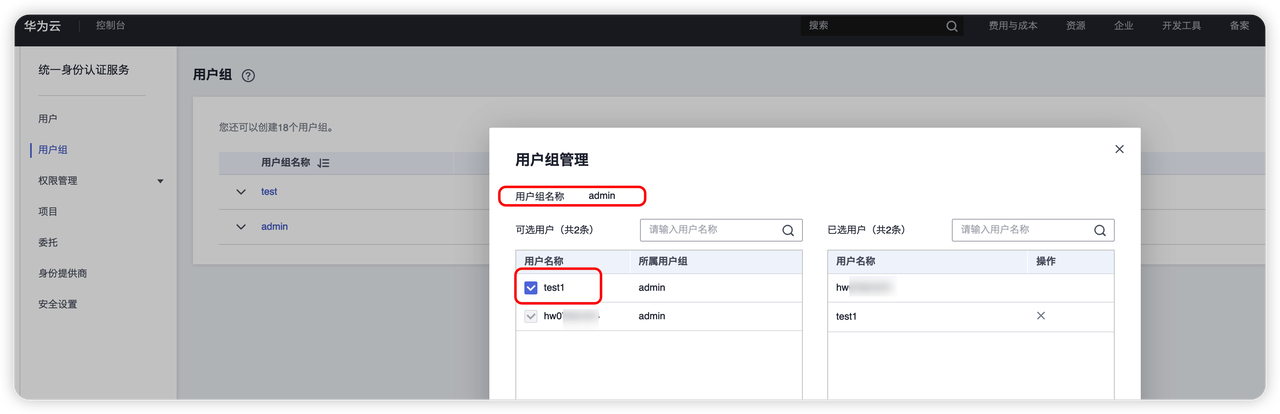 华为云 控制台 搜索 费用与成本 资源 企业 开发工具 备案
统一身份认证服务
用户
用户组
权限管理
项目
委托
身份提供商
安全设置
用户组
您还可以创建18个用户组。
用户组名称
test
admin
用户组管理
用户组名称 admin
可选用户（共2条） 请输入用户名称
用户名称 所属用户组
test1 admin
admin
已选用户（共2条） 请输入用户名称
用户名称 操作
test1